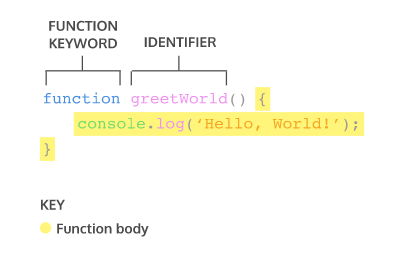 FUNCTION
KEYWORD
IDENTIFIER
function greetWorld() {
console.log(‘Hello, World!’);
}
KEY
Function body